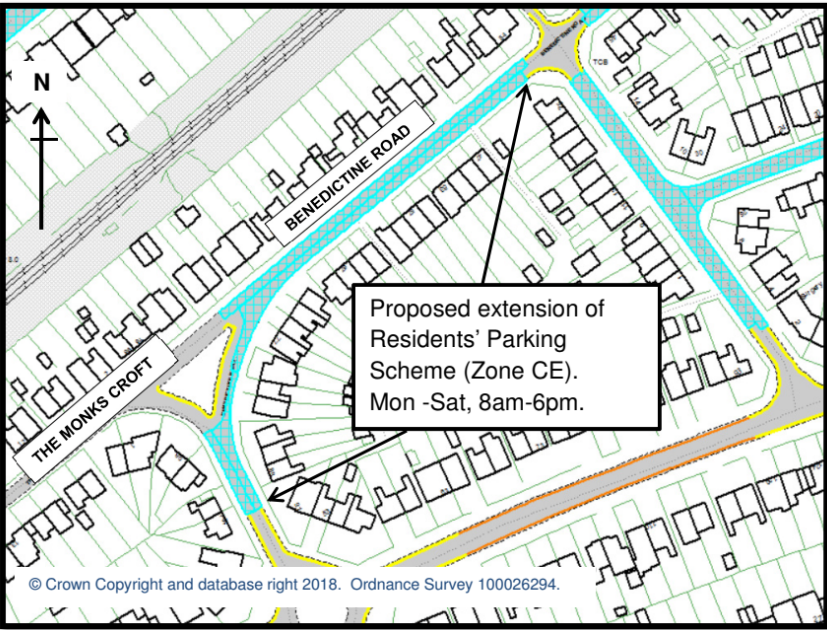 TCB
N
BENEDICTINE ROAD
Proposed extension of
Residents' Parking
Scheme (Zone CE).
Mon -Sat, 8am-6pm.
THE MONKS CROFT
© Crown Copyright and database right 2018. Ordnance Survey 100026294.